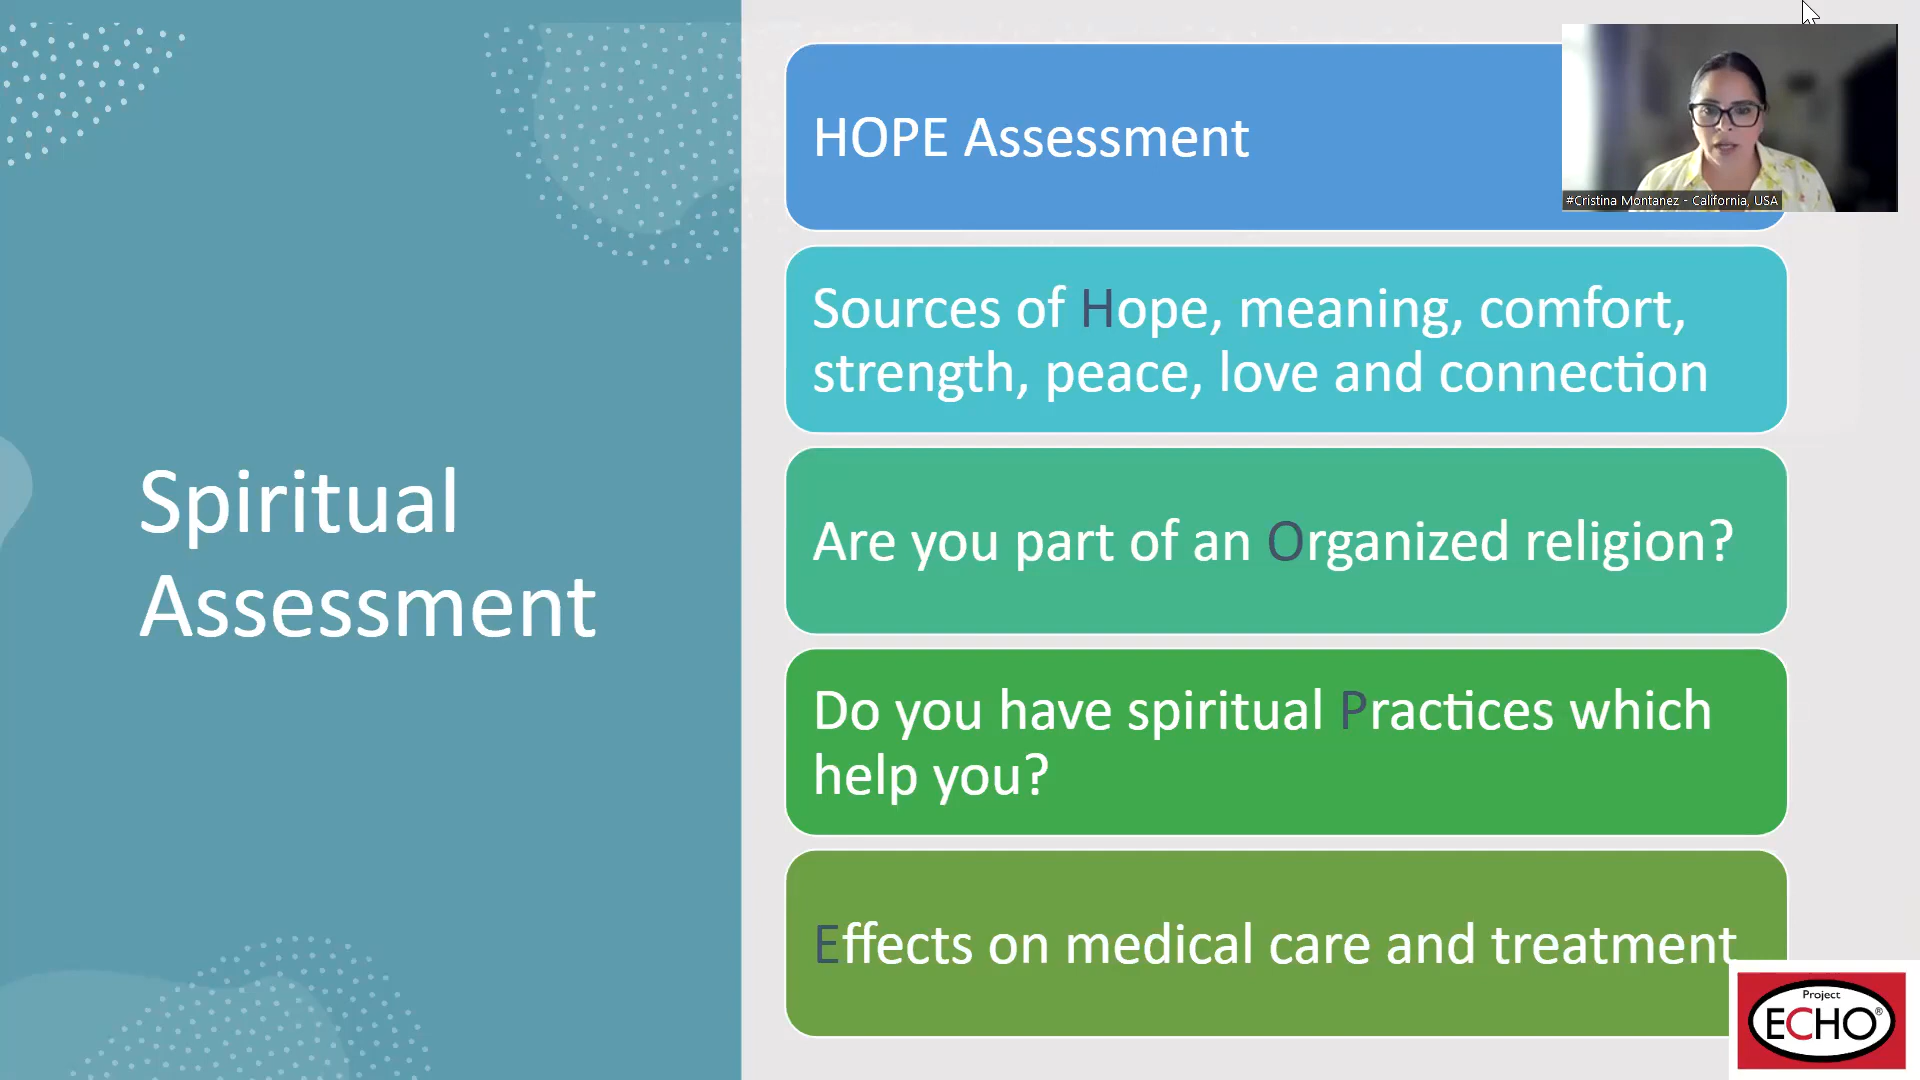 Spiritual
Assessment
HOPE Assessment
Sources of Hope, meaning, comfort,
strength, peace, love and connection
Are you part of an Organized religion?
Do you have spiritual Practices which
help you?
Effects on medical care and treatment
#Cristina Montanez - California, USA
Project
ECHO®